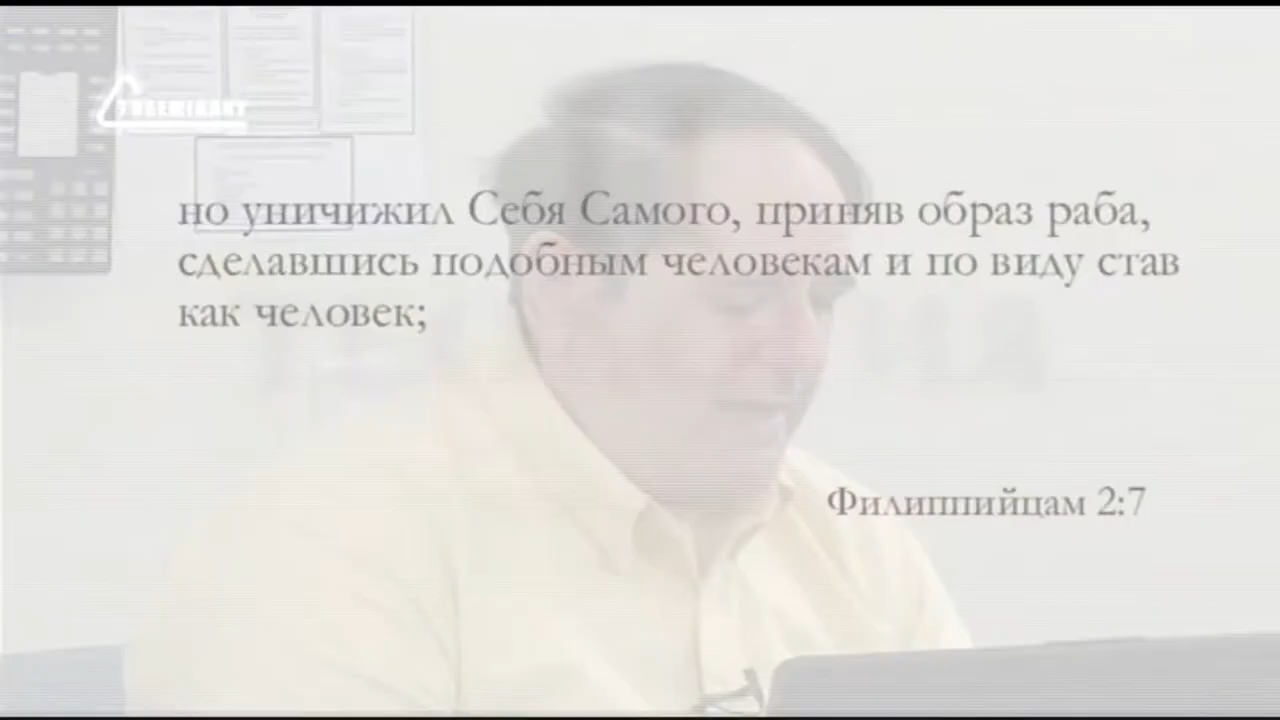 но уничижил Себя Самого, приняв образ раба,
сделавшись подобным человекам и по виду став
как человек;
Филиппийцам 2:7